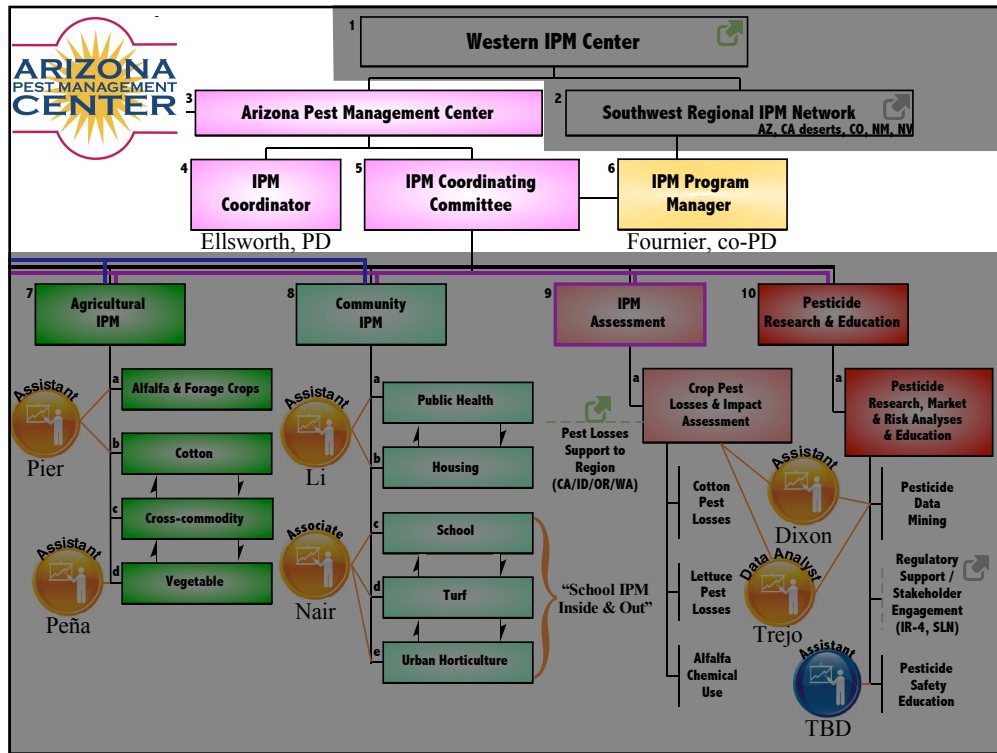 ARIZONA
PEST MANAGEMENT
CENTER
1
Western IPM Center
3
Arizona Pest Management Center
2
Southwest Regional IPM Network
AZ, CA deserts, CO, NM, NV
4
IPM
Coordinator
Ellsworth, PD
5
IPM Coordinating
Committee
6
IPM Program
Manager
Fournier, co-PD
7
Agricultural
IPM
a
Alfalfa & Forage Crops
b
Cotton
c
Cross-commodity
d
Vegetable
Assistant
Pier
Assistant
Peña
8
Community
IPM
a
Public Health
b
Housing
c
School
d
Turf
e
Urban Horticulture
Assistant
Li
Associate
Nair
“School IPM
Inside & Out”
9
IPM
Assessment
a
Crop Pest
Losses & Impact
Assessment
Pest Losses
Support to
Region
(CA/ID/OR/WA)
Cotton
Pest
Losses
Lettuce
Pest
Losses
Alfalfa
Chemical
Use
Assistant
Dixon
Data Analyst
Trejo
Assistant
TBD
10
Pesticide
Research & Education
a
Pesticide
Research, Market
& Risk Analyses
& Education
Pesticide
Data
Mining
Regulatory
Support /
Stakeholder
Engagement
(IR-4, SLN)
Pesticide
Safety
Education